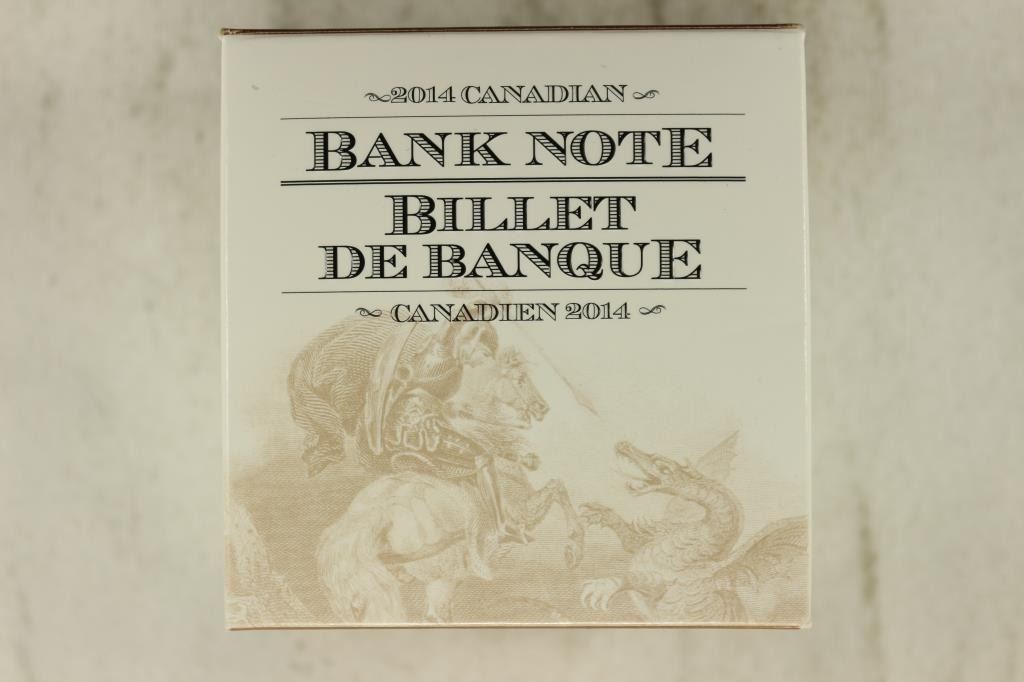 2014 CANADIAN
BANK NOTE
BILLET
DE BANQUE
CANADIEN 2014